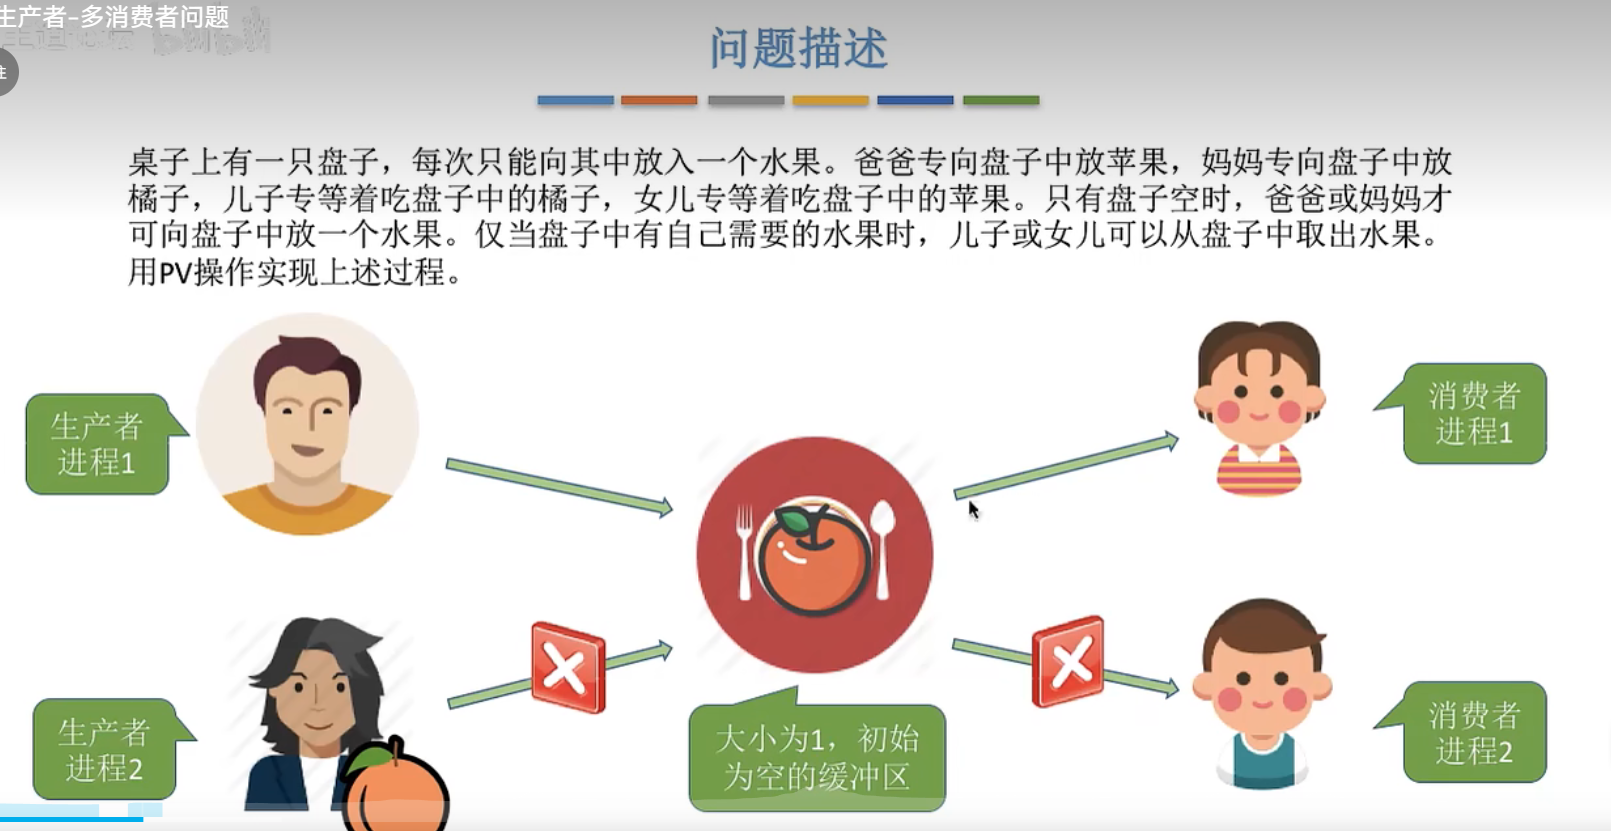 生产者–多消费者问题
bilibili
注
问题描述
桌子上有一只盘子，每次只能向其中放入一个水果。爸爸专向盘子中放苹果，妈妈专向盘子中放
橘子，儿子专等着吃盘子中的橘子，女儿专等着吃盘子中的苹果。只有盘子空时，爸爸或妈妈才
可向盘子中放一个水果。仅当盘子中有自己需要的水果时，儿子或女儿可以从盘子中取出水果。
用PV操作实现上述过程。
生产者
进程1
消费者
进程1
生产者
进程2
大小为1，初始
为空的缓冲区
消费者
进程2